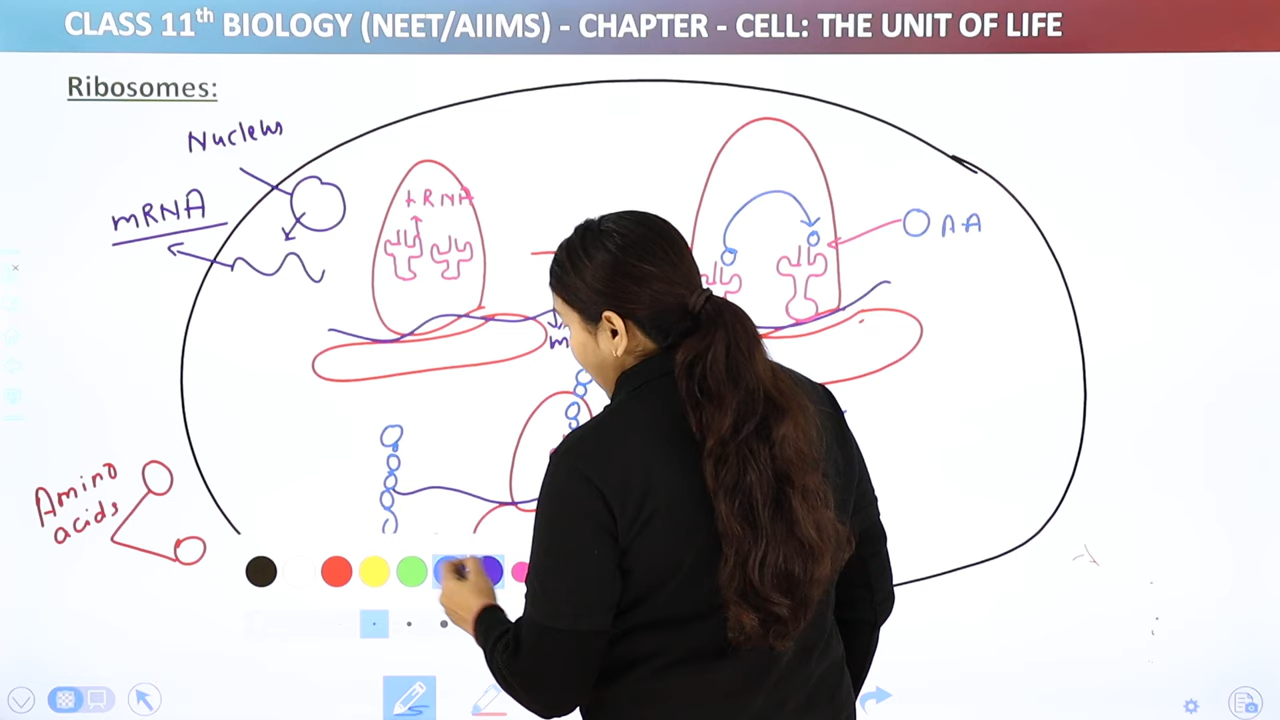 CLASS 11th BIOLOGY (NEET/AIIMS) - CHAPTER - CELL: THE UNIT OF LIFE
Ribosomes:
Nucleus
mRNA
tRNA
AA
m
Amino
acids